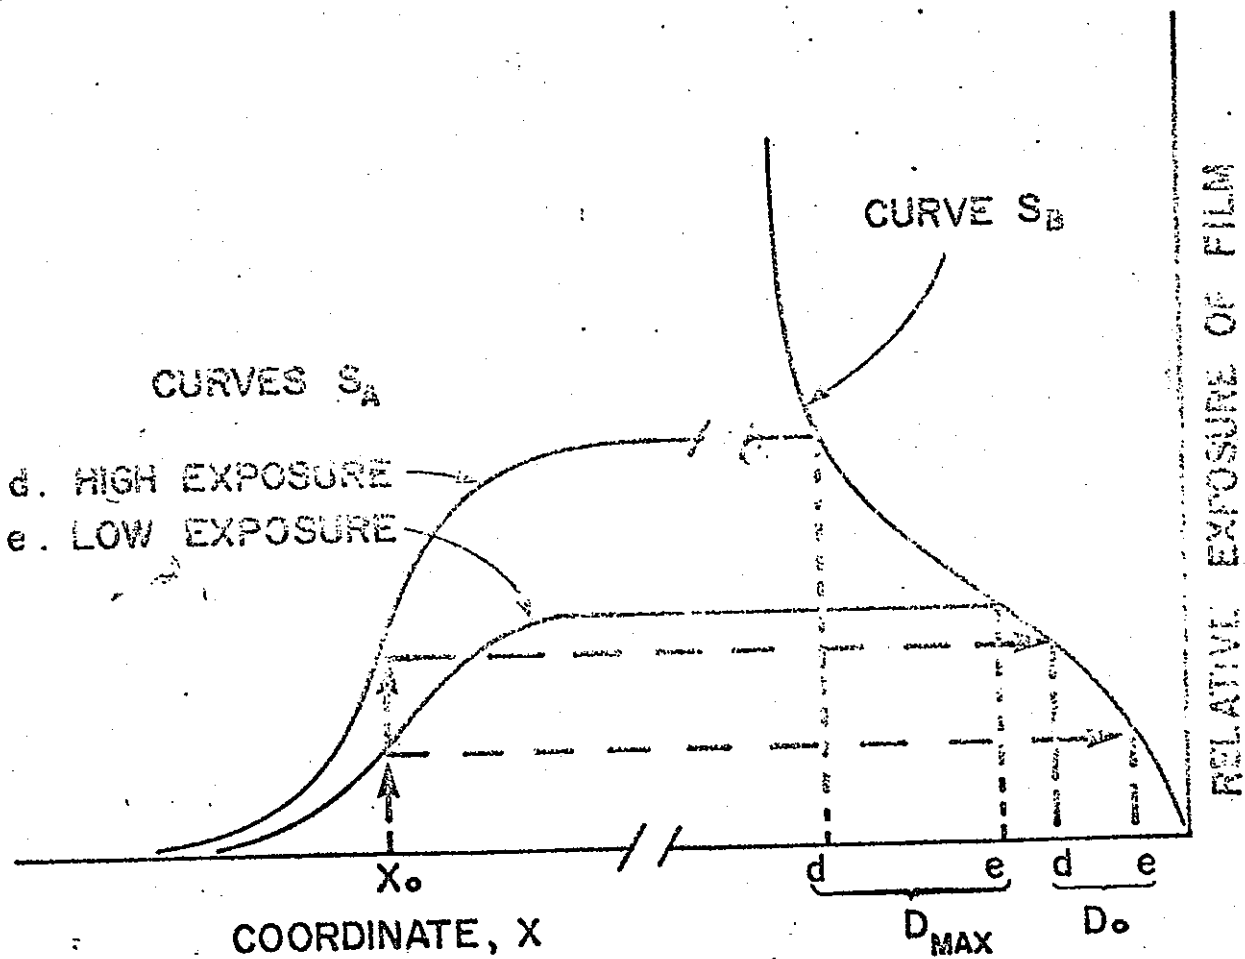 CURVE S_B
CURVES S_A
d. HIGH EXPOSURE
e. LOW EXPOSURE
RELATIVE EXPOSURE OF FILM
X₀
d e d e
COORDINATE, X
D_MAX
D₀